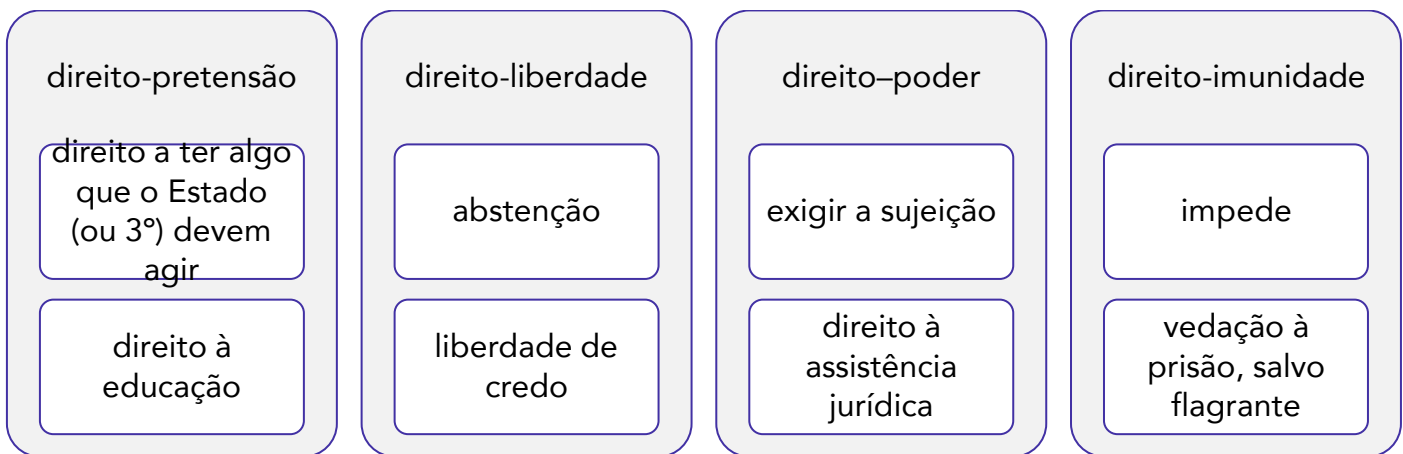 direito-pretensão
direito a ter algo
que o Estado
(ou 3º) devem
agir
direito à
educação
direito-liberdade
abstenção
liberdade de
credo
direito–poder
exigir a sujeição
direito à
assistência
jurídica
direito-imunidade
impede
vedação à
prisão, salvo
flagrante